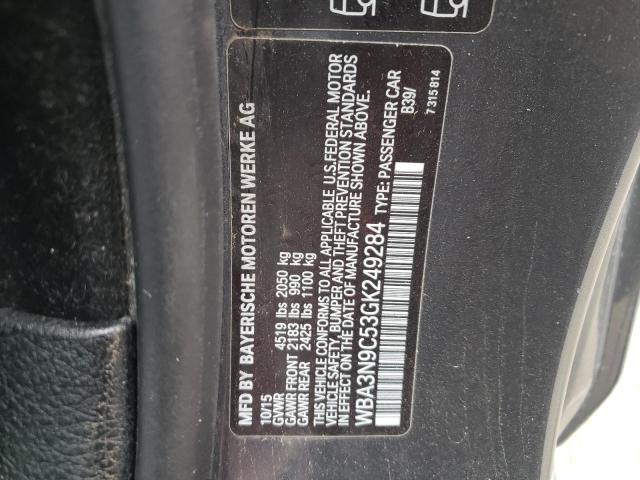 MFD BY BAYERISCHE MOTOREN WERKE AG
10/15
GVWR 4519 lbs 2050 kg
GAWR FRONT 2183 lbs 990 kg
GAWR REAR 2425 lbs 1100 kg
THIS VEHICLE CONFORMS TO ALL APPLICABLE U.S. FEDERAL MOTOR
VEHICLE SAFETY, BUMPER AND THEFT PREVENTION STANDARDS
IN EFFECT ON THE DATE OF MANUFACTURE SHOWN ABOVE.
WBA3N9C53GK249284 TYPE: PASSENGER CAR
B39/
7 315 814